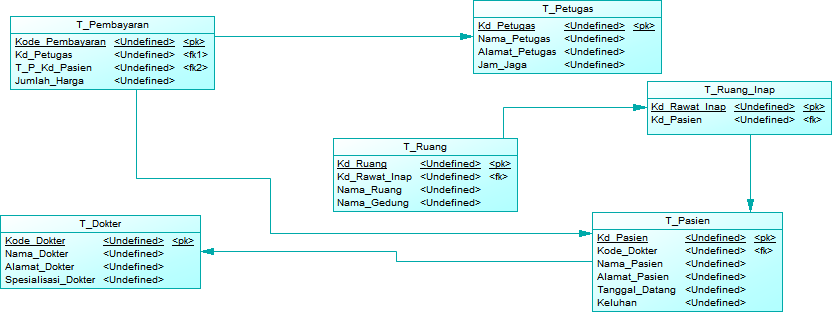 T_Pembayaran
Kode_Pembayaran <Undefined> <pk>
Kd_Petugas <Undefined> <fk1>
T_P_Kd_Pasien <Undefined> <fk2>
Jumlah_Harga <Undefined>
T_Petugas
Kd_Petugas <Undefined> <pk>
Nama_Petugas <Undefined>
Alamat_Petugas <Undefined>
Jam_Jaga <Undefined>
T_Ruang_Inap
Kd_Rawat_Inap <Undefined> <pk>
Kd_Pasien <Undefined> <fk>
T_Ruang
Kd_Ruang <Undefined> <pk>
Kd_Rawat_Inap <Undefined> <fk>
Nama_Ruang <Undefined>
Nama_Gedung <Undefined>
T_Dokter
Kode_Dokter <Undefined> <pk>
Nama_Dokter <Undefined>
Alamat_Dokter <Undefined>
Spesialisasi_Dokter <Undefined>
T_Pasien
Kd_Pasien <Undefined> <pk>
Kode_Dokter <Undefined> <fk>
Nama_Pasien <Undefined>
Alamat_Pasien <Undefined>
Tanggal_Datang <Undefined>
Keluhan <Undefined>